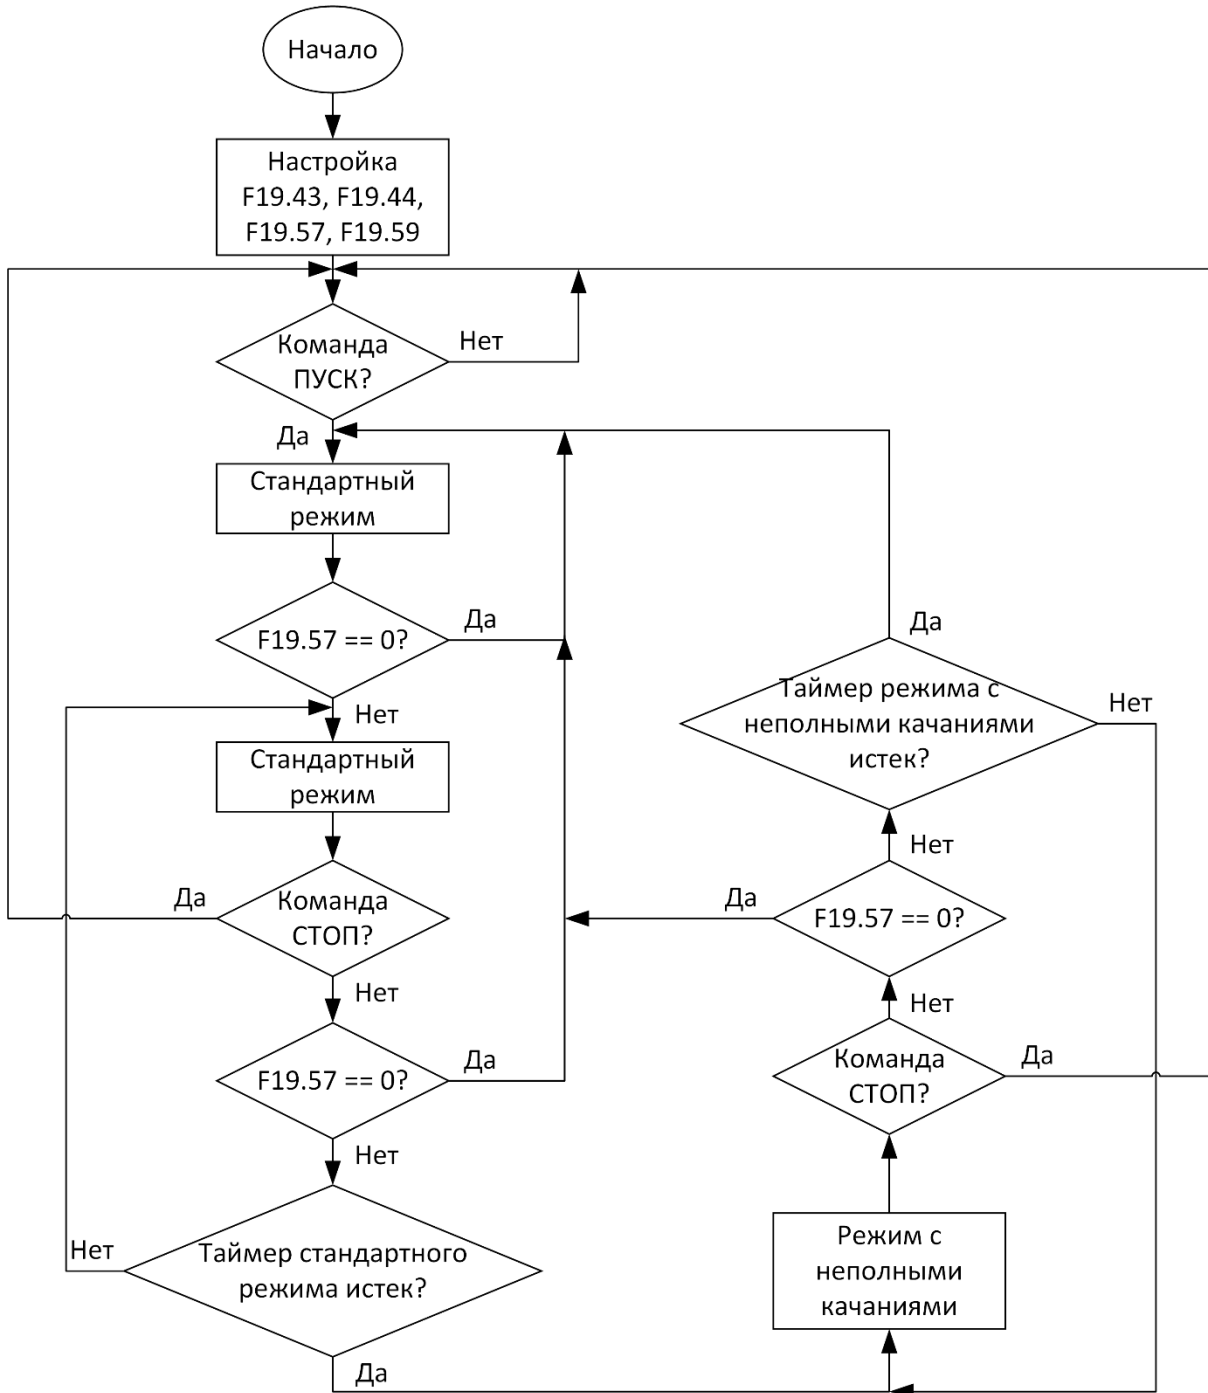 Начало
Настройка
F19.43, F19.44,
F19.57, F19.59
Команда
ПУСК?
Нет
Да
Стандартный
режим
F19.57 == 0?
Да
Нет
Стандартный
режим
Команда
СТОП?
Да
Нет
F19.57 == 0?
Да
Нет
Таймер стандартного
режима истек?
Нет
Да
Режим с
неполными
качаниями
Команда
СТОП?
Да
Нет
F19.57 == 0?
Да
Нет
Таймер режима с
неполными качаниями
истек?
Да
Нет